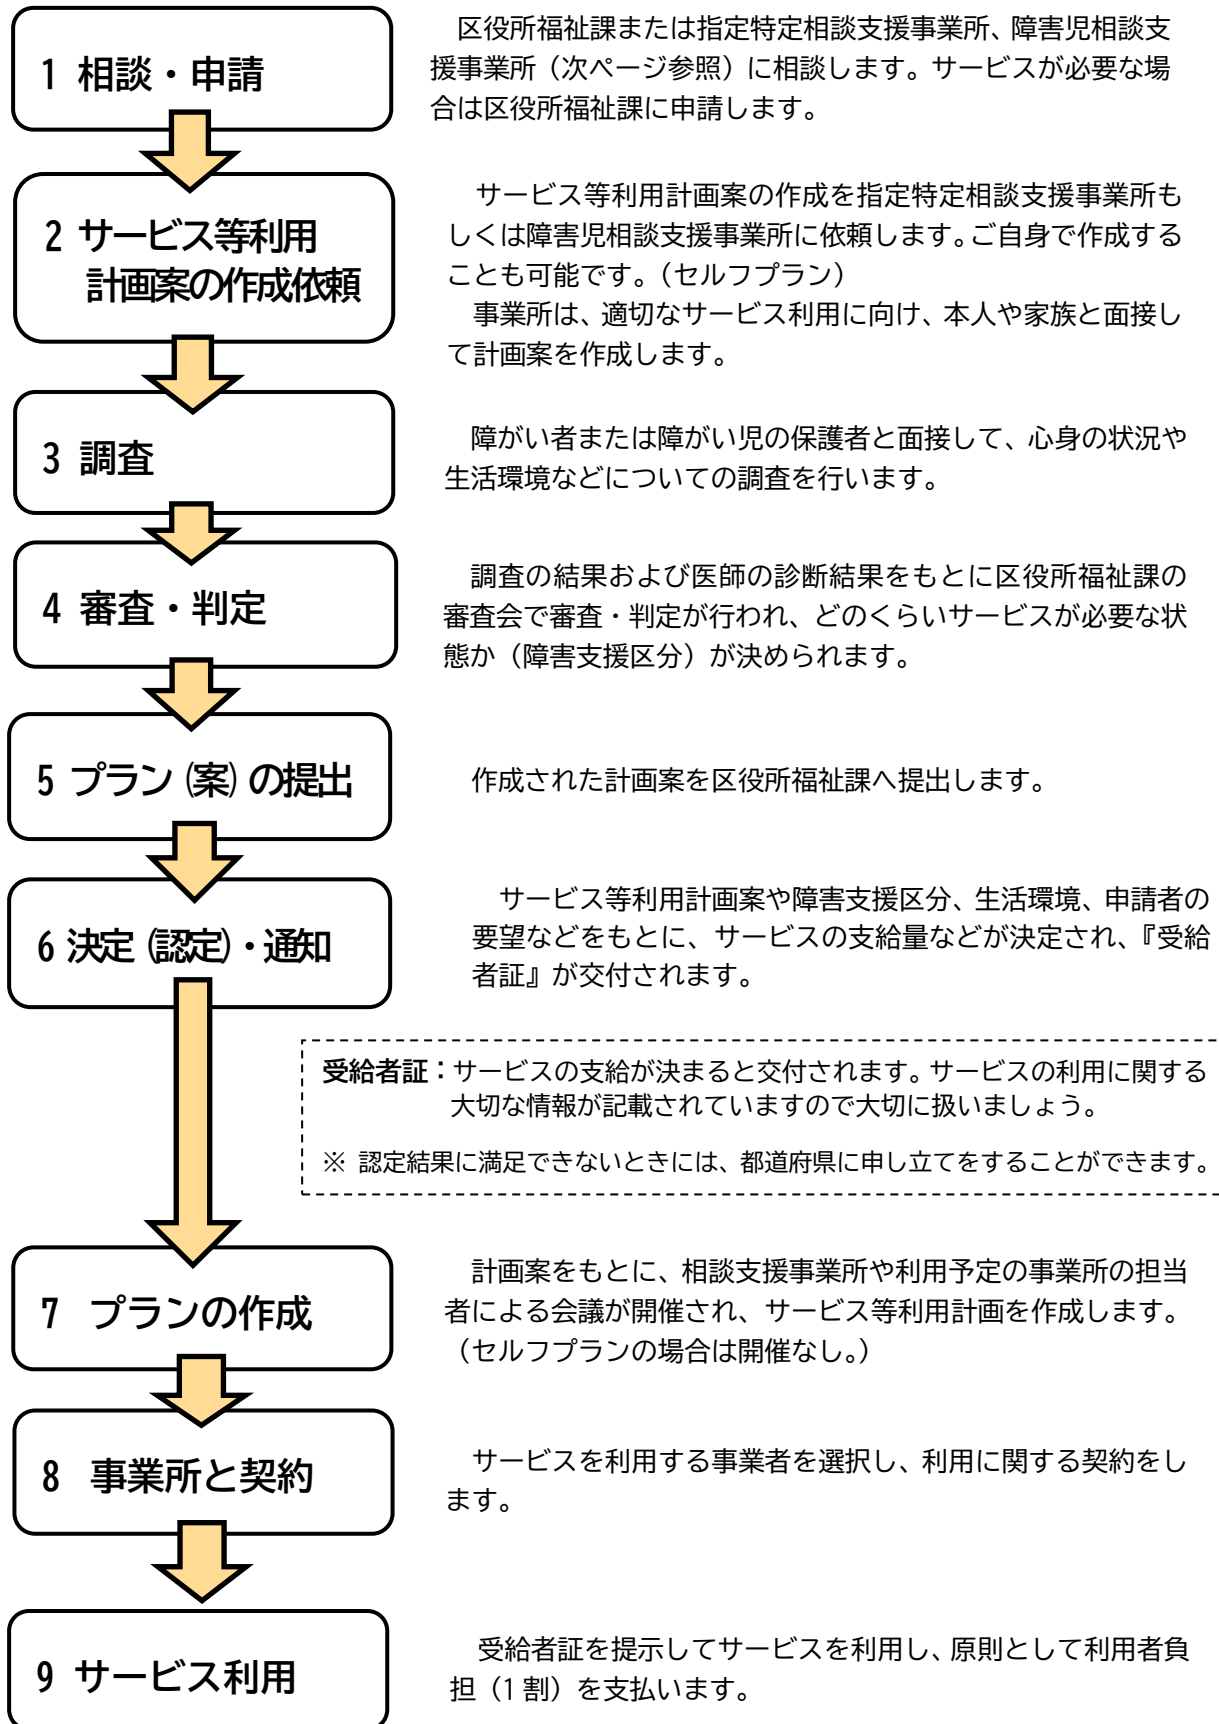 1 相談・申請
区役所福祉課または指定特定相談支援事業所、障害児相談支
援事業所（次ページ参照）に相談します。サービスが必要な場
合は区役所福祉課に申請します。
2 サービス等利用
計画案の作成依頼
サービス等利用計画案の作成を指定特定相談支援事業所も
しくは障害児相談支援事業所に依頼します。ご自身で作成する
ことも可能です。（セルフプラン）
事業所は、適切なサービス利用に向け、本人や家族と面接し
て計画案を作成します。
3 調査
障がい者または障がい児の保護者と面接して、心身の状況や
生活環境などについての調査を行います。
4 審査・判定
調査の結果および医師の診断結果をもとに区役所福祉課の
審査会で審査・判定が行われ、どのくらいサービスが必要な状
態か（障害支援区分）が決められます。
5 プラン（案）の提出
作成された計画案を区役所福祉課へ提出します。
6 決定（認定）・通知
サービス等利用計画案や障害支援区分、生活環境、申請者の
要望などをもとに、サービスの支給量などが決定され、『受給
者証』が交付されます。
受給者証：サービスの支給が決まると交付されます。サービスの利用に関する
大切な情報が記載されていますので大切に扱いましょう。
※ 認定結果に満足できないときには、都道府県に申し立てをすることができます。
7 プランの作成
計画案をもとに、相談支援事業所や利用予定の事業所の担当
者による会議が開催され、サービス等利用計画を作成します。
（セルフプランの場合は開催なし。）
8 事業所と契約
サービスを利用する事業者を選択し、利用に関する契約をし
ます。
9 サービス利用
受給者証を提示してサービスを利用し、原則として利用者負
担（1割）を支払います。